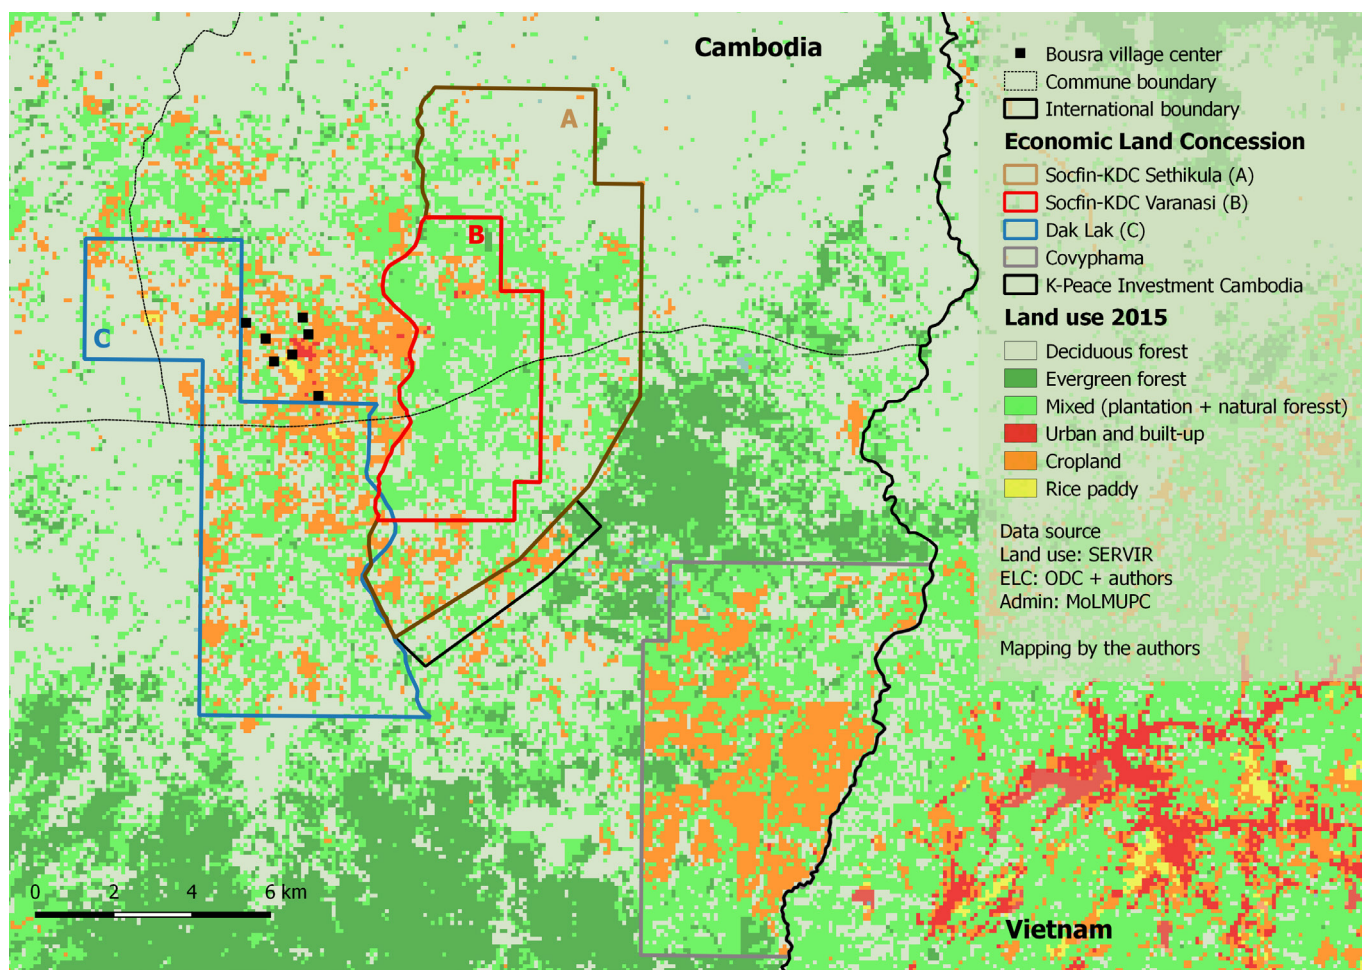 Cambodia
A
B
C
Bousra village center
Commune boundary
International boundary
Economic Land Concession
Socfin-KDC Sethikula (A)
Socfin-KDC Varanasi (B)
Dak Lak (C)
Covyphama
K-Peace Investment Cambodia
Land use 2015
Deciduous forest
Evergreen forest
Mixed (plantation + natural foresst)
Urban and built-up
Cropland
Rice paddy
Data source
Land use: SERVIR
ELC: ODC + authors
Admin: MoLMUPC
Mapping by the authors
0 2 4 6 km
Vietnam